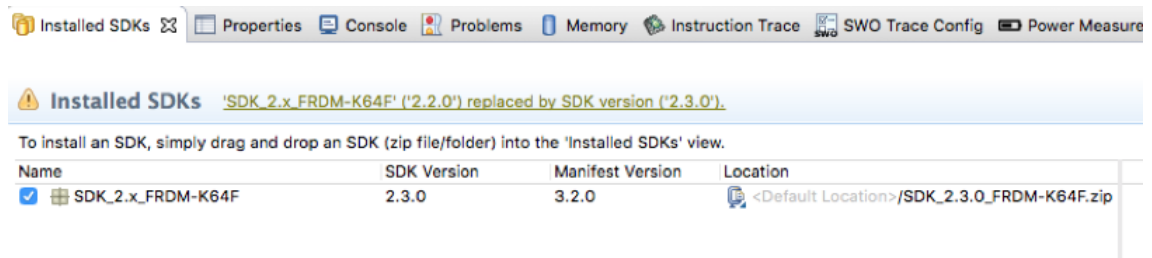 Installed SDKs Properties Console Problems Memory Instruction Trace SWO Trace Config Power Measure
Installed SDKs 'SDK_2.x_FRDM-K64F' ('2.2.0') replaced by SDK version ('2.3.0').
To install an SDK, simply drag and drop an SDK (zip file/folder) into the 'Installed SDKs' view.
Name SDK Version Manifest Version Location
SDK_2.x_FRDM-K64F 2.3.0 3.2.0 <Default Location>/SDK_2.3.0_FRDM-K64F.zip